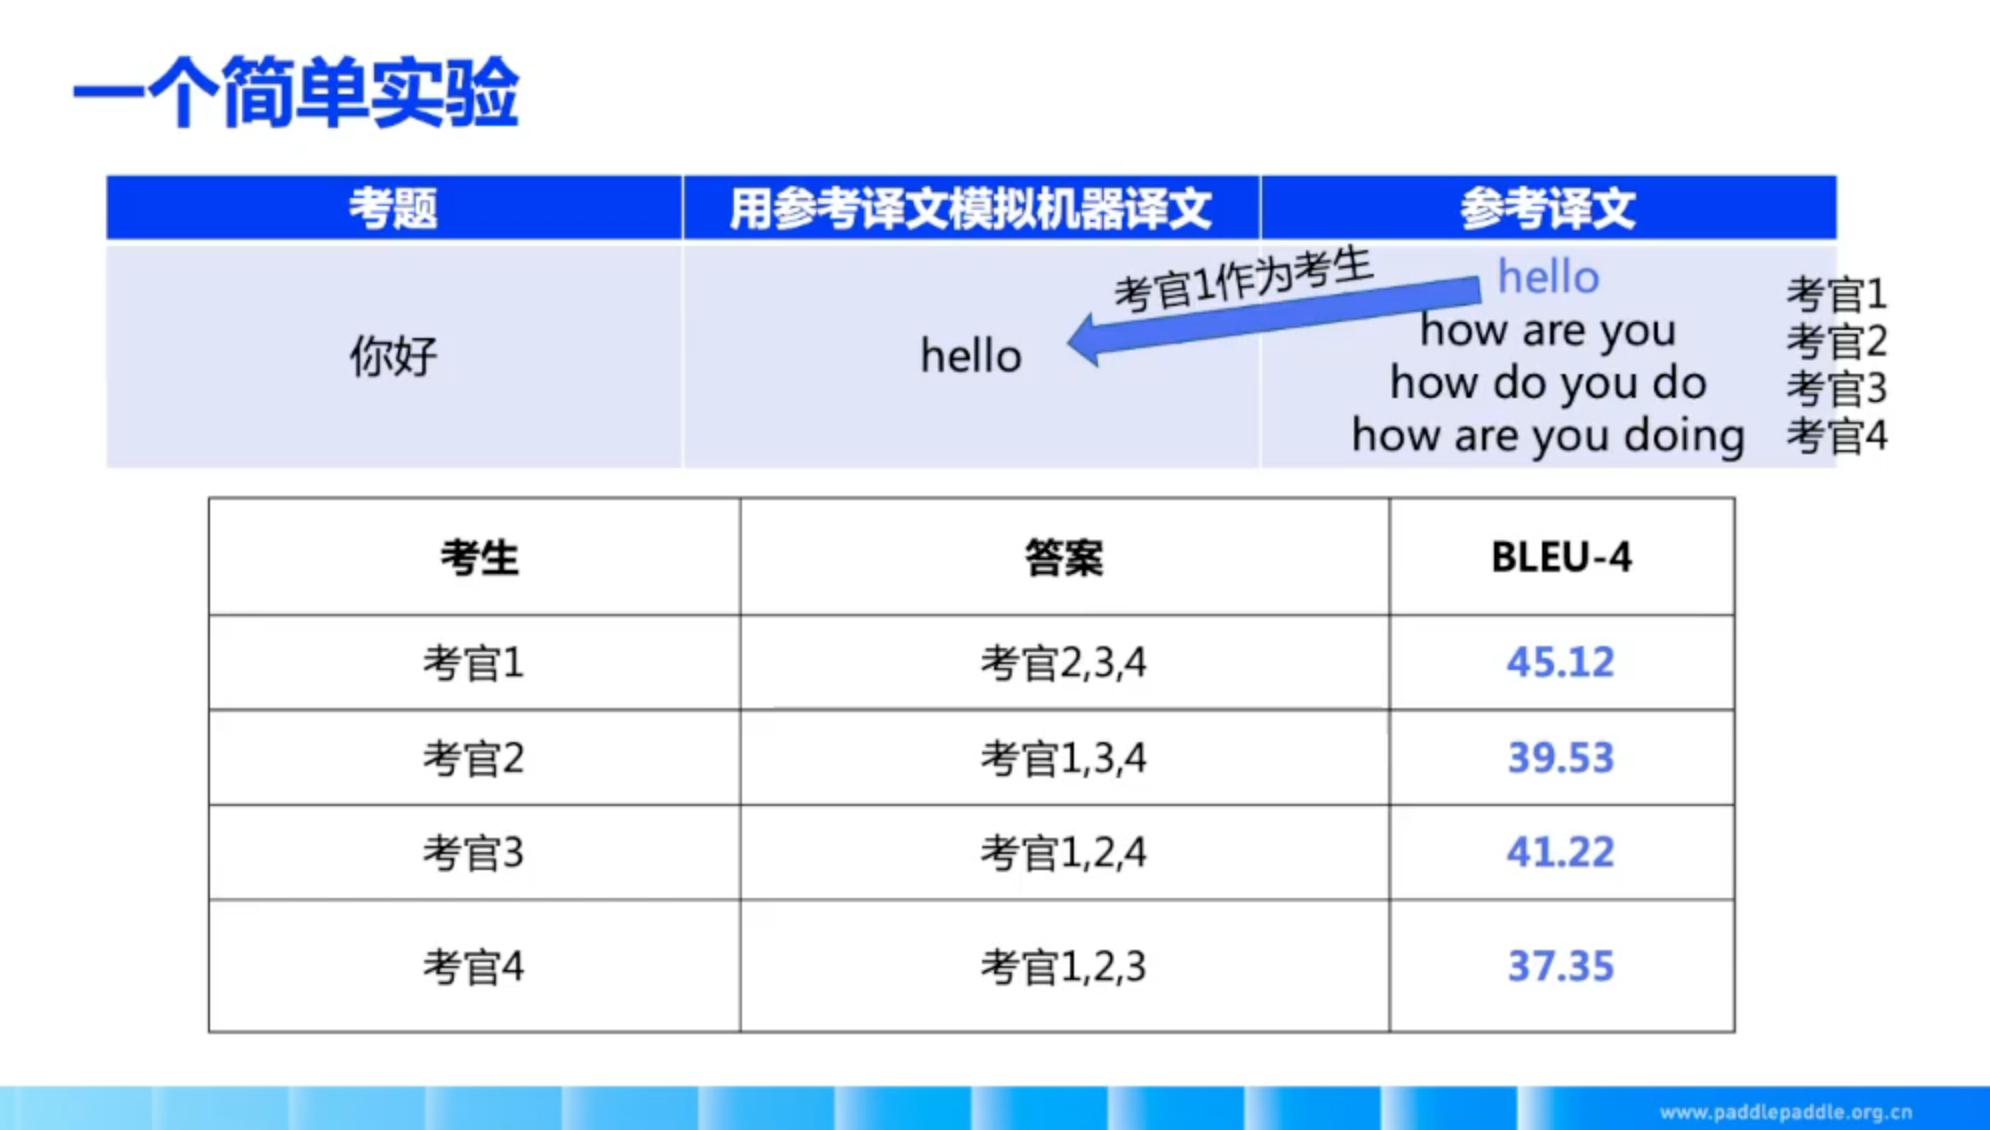 一个简单实验
考题 用参考译文模拟机器译文 参考译文
考官1作为考生
你好
hello
hello
how are you
how do you do
how are you doing
考官1
考官2
考官3
考官4
考生 答案 BLEU-4
考官1 考官2,3,4 45.12
考官2 考官1,3,4 39.53
考官3 考官1,2,4 41.22
考官4 考官1,2,3 37.35
www.paddlepaddle.org.cn